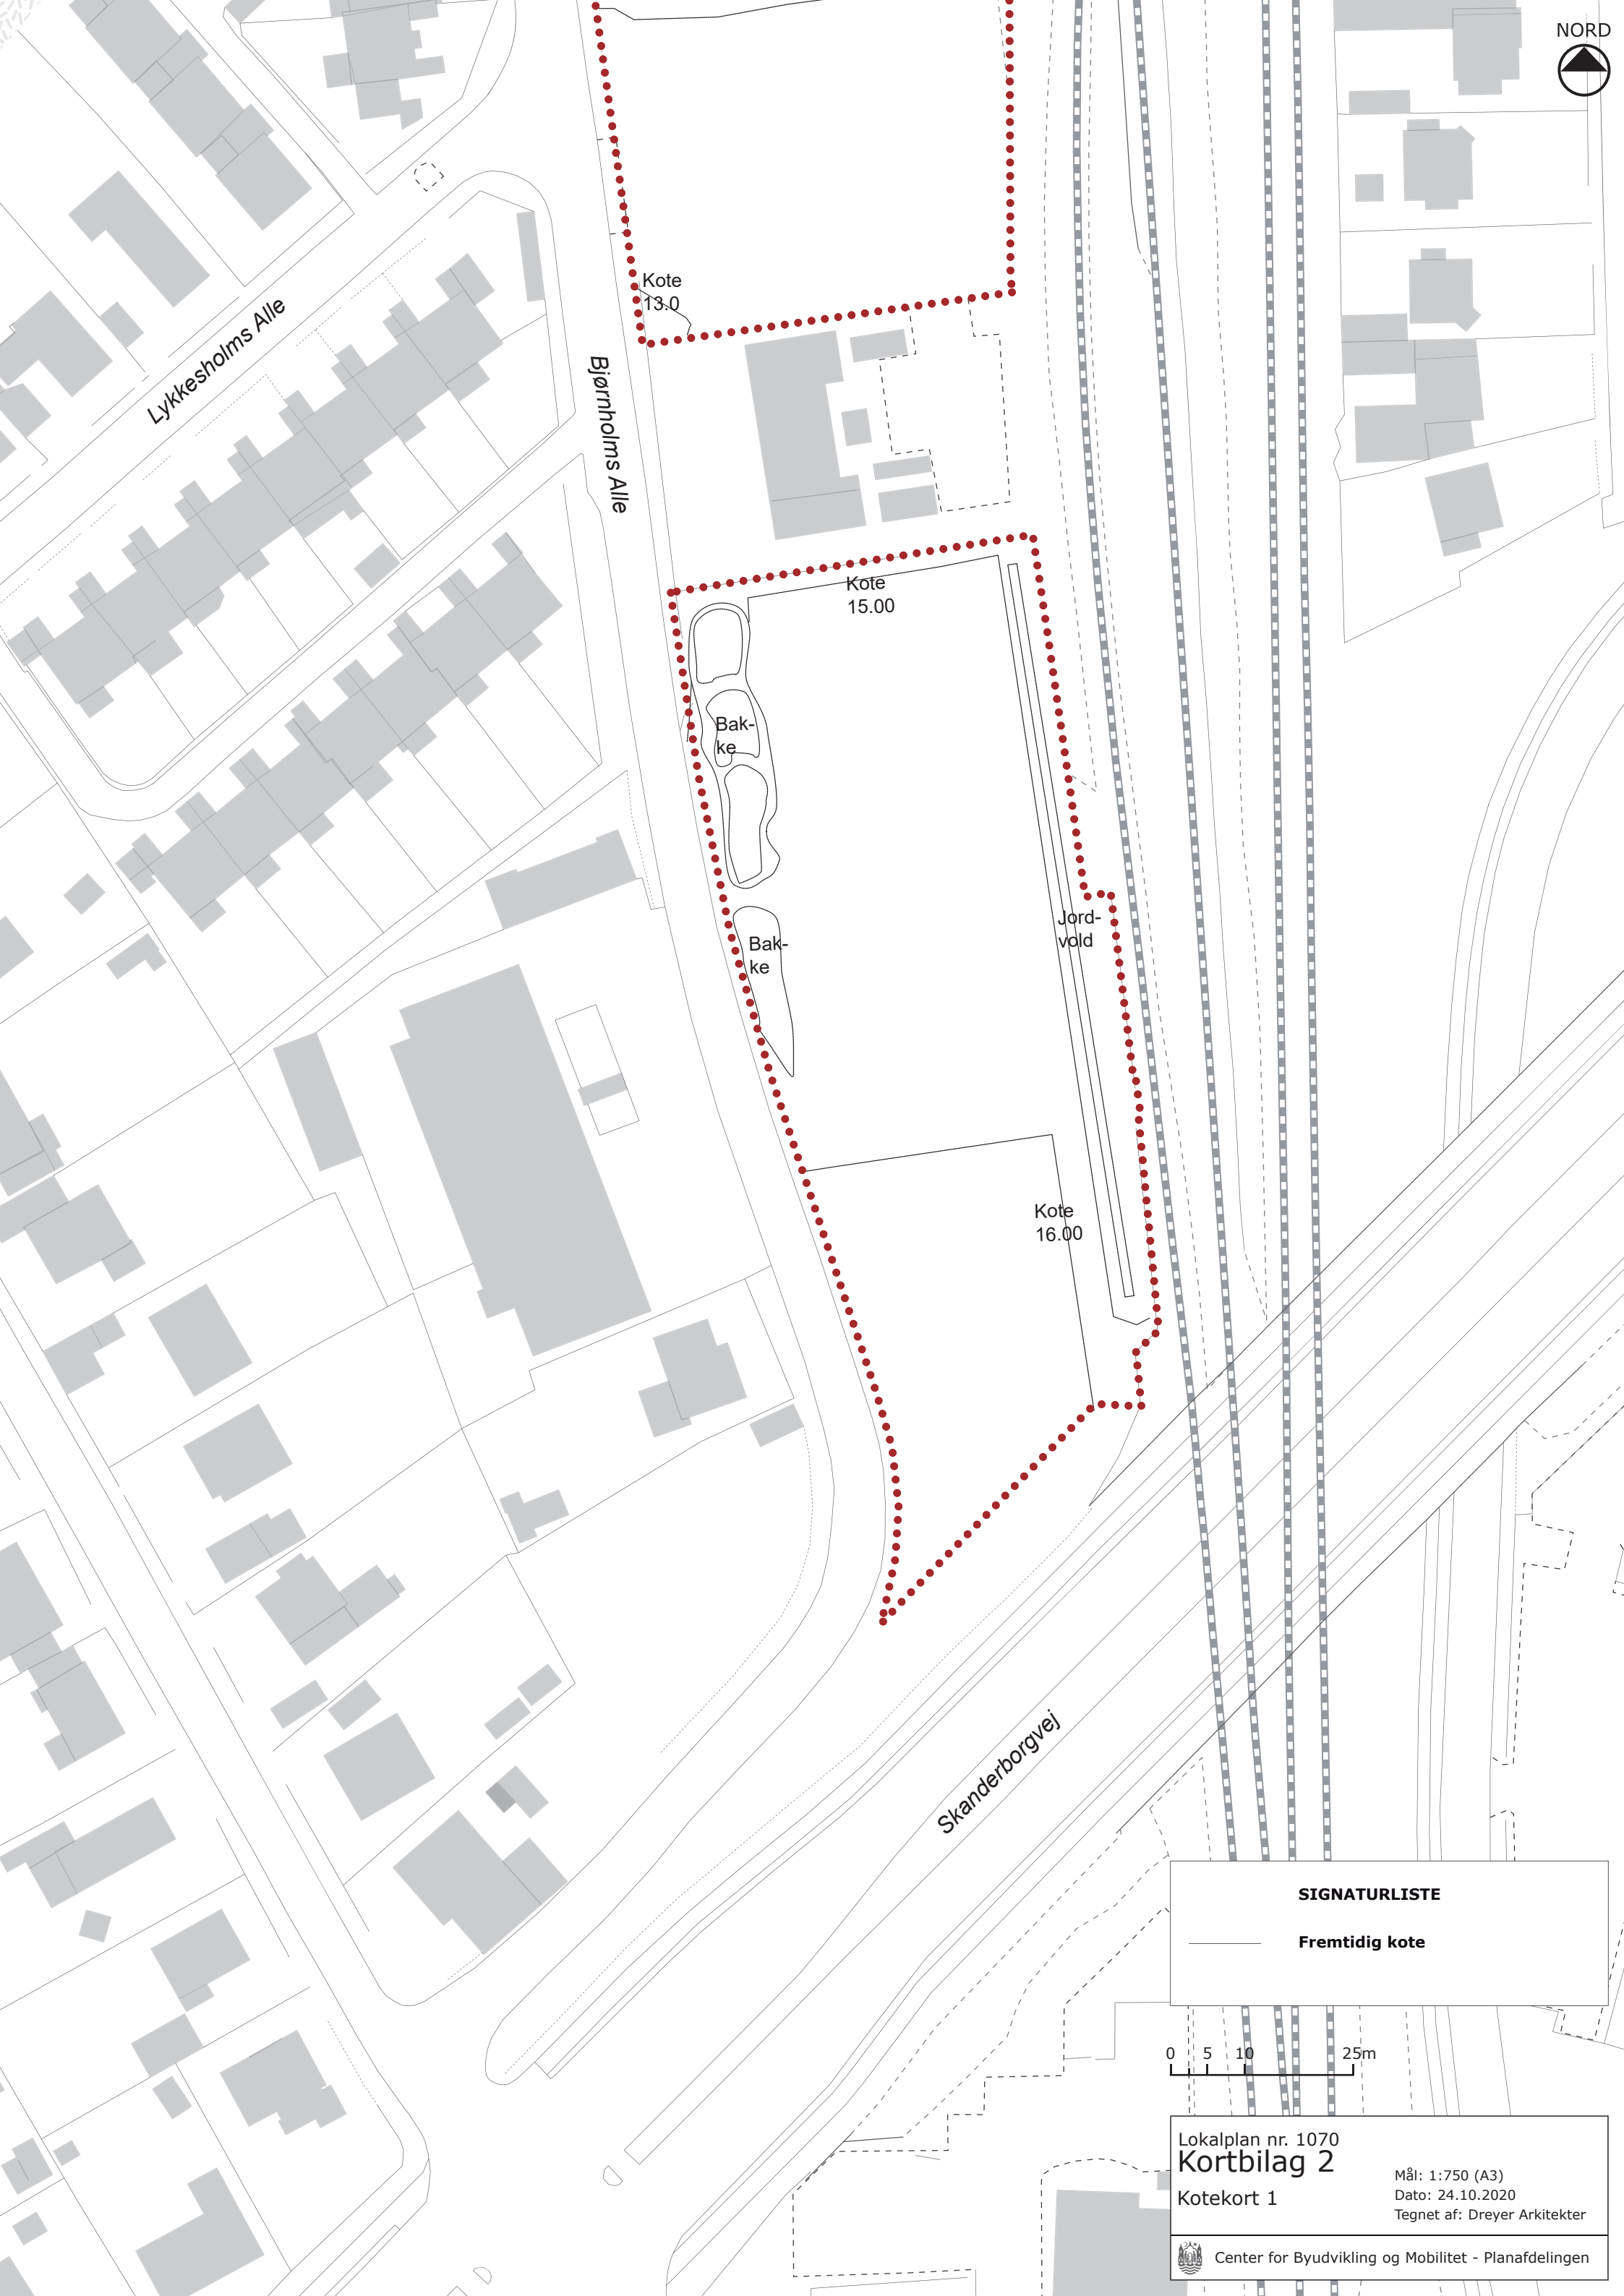 NORD
Kote
13.0
Lykkesholms Alle
Bjørnholms Alle
Kote
15.00
Bak-
ke
Jord-
vold
Bak-
ke
Kote
16.00
Skanderborgvej
SIGNATURLISTE
Fremtidig kote
0 5 10 25m
Lokalplan nr. 1070
Kortbilag 2
Kotekort 1
Mål: 1:750 (A3)
Dato: 24.10.2020
Tegnet af: Dreyer Arkitekter
Center for Byudvikling og Mobilitet - Planafdelingen